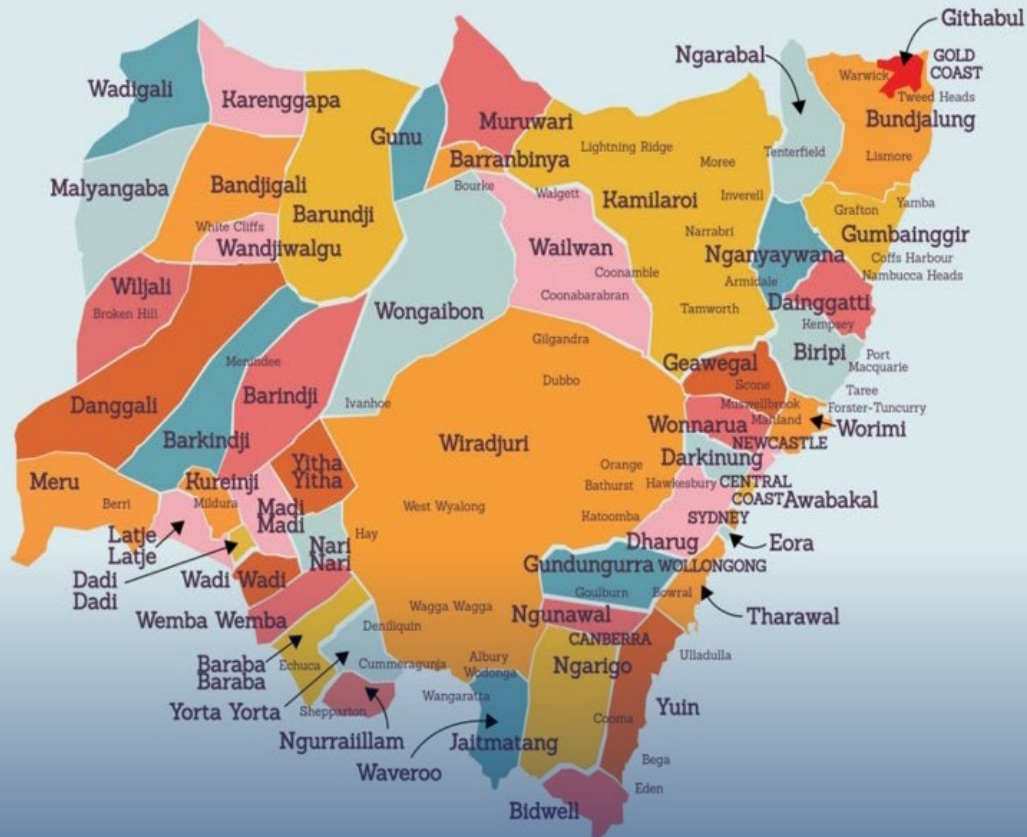 Githabul
Ngarabal
GOLD
COAST
Wadigali
Warwick
Karenggapa
Tweed Heads
Muruwari
Gunu
Bundjalung
Lightning Ridge
Barranbinya
Moree
Tenterfield
Lismore
Malyangaba
Bandjigali
Bourke
Walgett
Kamilaroi
Inverell
Yamba
Barundji
Grafton
White Cliffs
Narrabri
Gumbainggir
Wandjiwalgu
Wailwan
Nganyaywana
Coffs Harbour
Coonamble
Nambucca Heads
Wiljali
Armidale
Coonabarabran
Dainggatti
Broken Hill
Wongaibon
Tamworth
Kempsey
Gilgandra
Biripi
Port
Macquarie
Menindee
Geawegal
Dubbo
Scone
Taree
Danggali
Barindji
Ivanhoe
Muswellbrook
Forster-Tuncurry
Maitland
Wonnarua
Worimi
Barkindji
Wiradjuri
NEWCASTLE
Darkinung
Yitha
Yitha
Orange
Meru
Kureinji
Bathurst
Hawkesbury
CENTRAL
COAST
Awabakal
Berri
Mildura
Madi
Madi
West Wyalong
Katoomba
SYDNEY
Latje
Latje
Hay
Dharug
Eora
Nari
Nari
Dadi
Dadi
Wadi Wadi
Gundungurra
WOLLONGONG
Goulburn
Bowral
Wemba Wemba
Wagga Wagga
Ngunawal
Tharawal
Deniliquin
CANBERRA
Baraba
Baraba
Echuca
Cummeragunja
Albury
Wodonga
Ngarigo
Ulladulla
Yorta Yorta
Wangaratta
Shepparton
Yuin
Cooma
Ngurraiillam
Jaitmatang
Waveroo
Bega
Eden
Bidwell